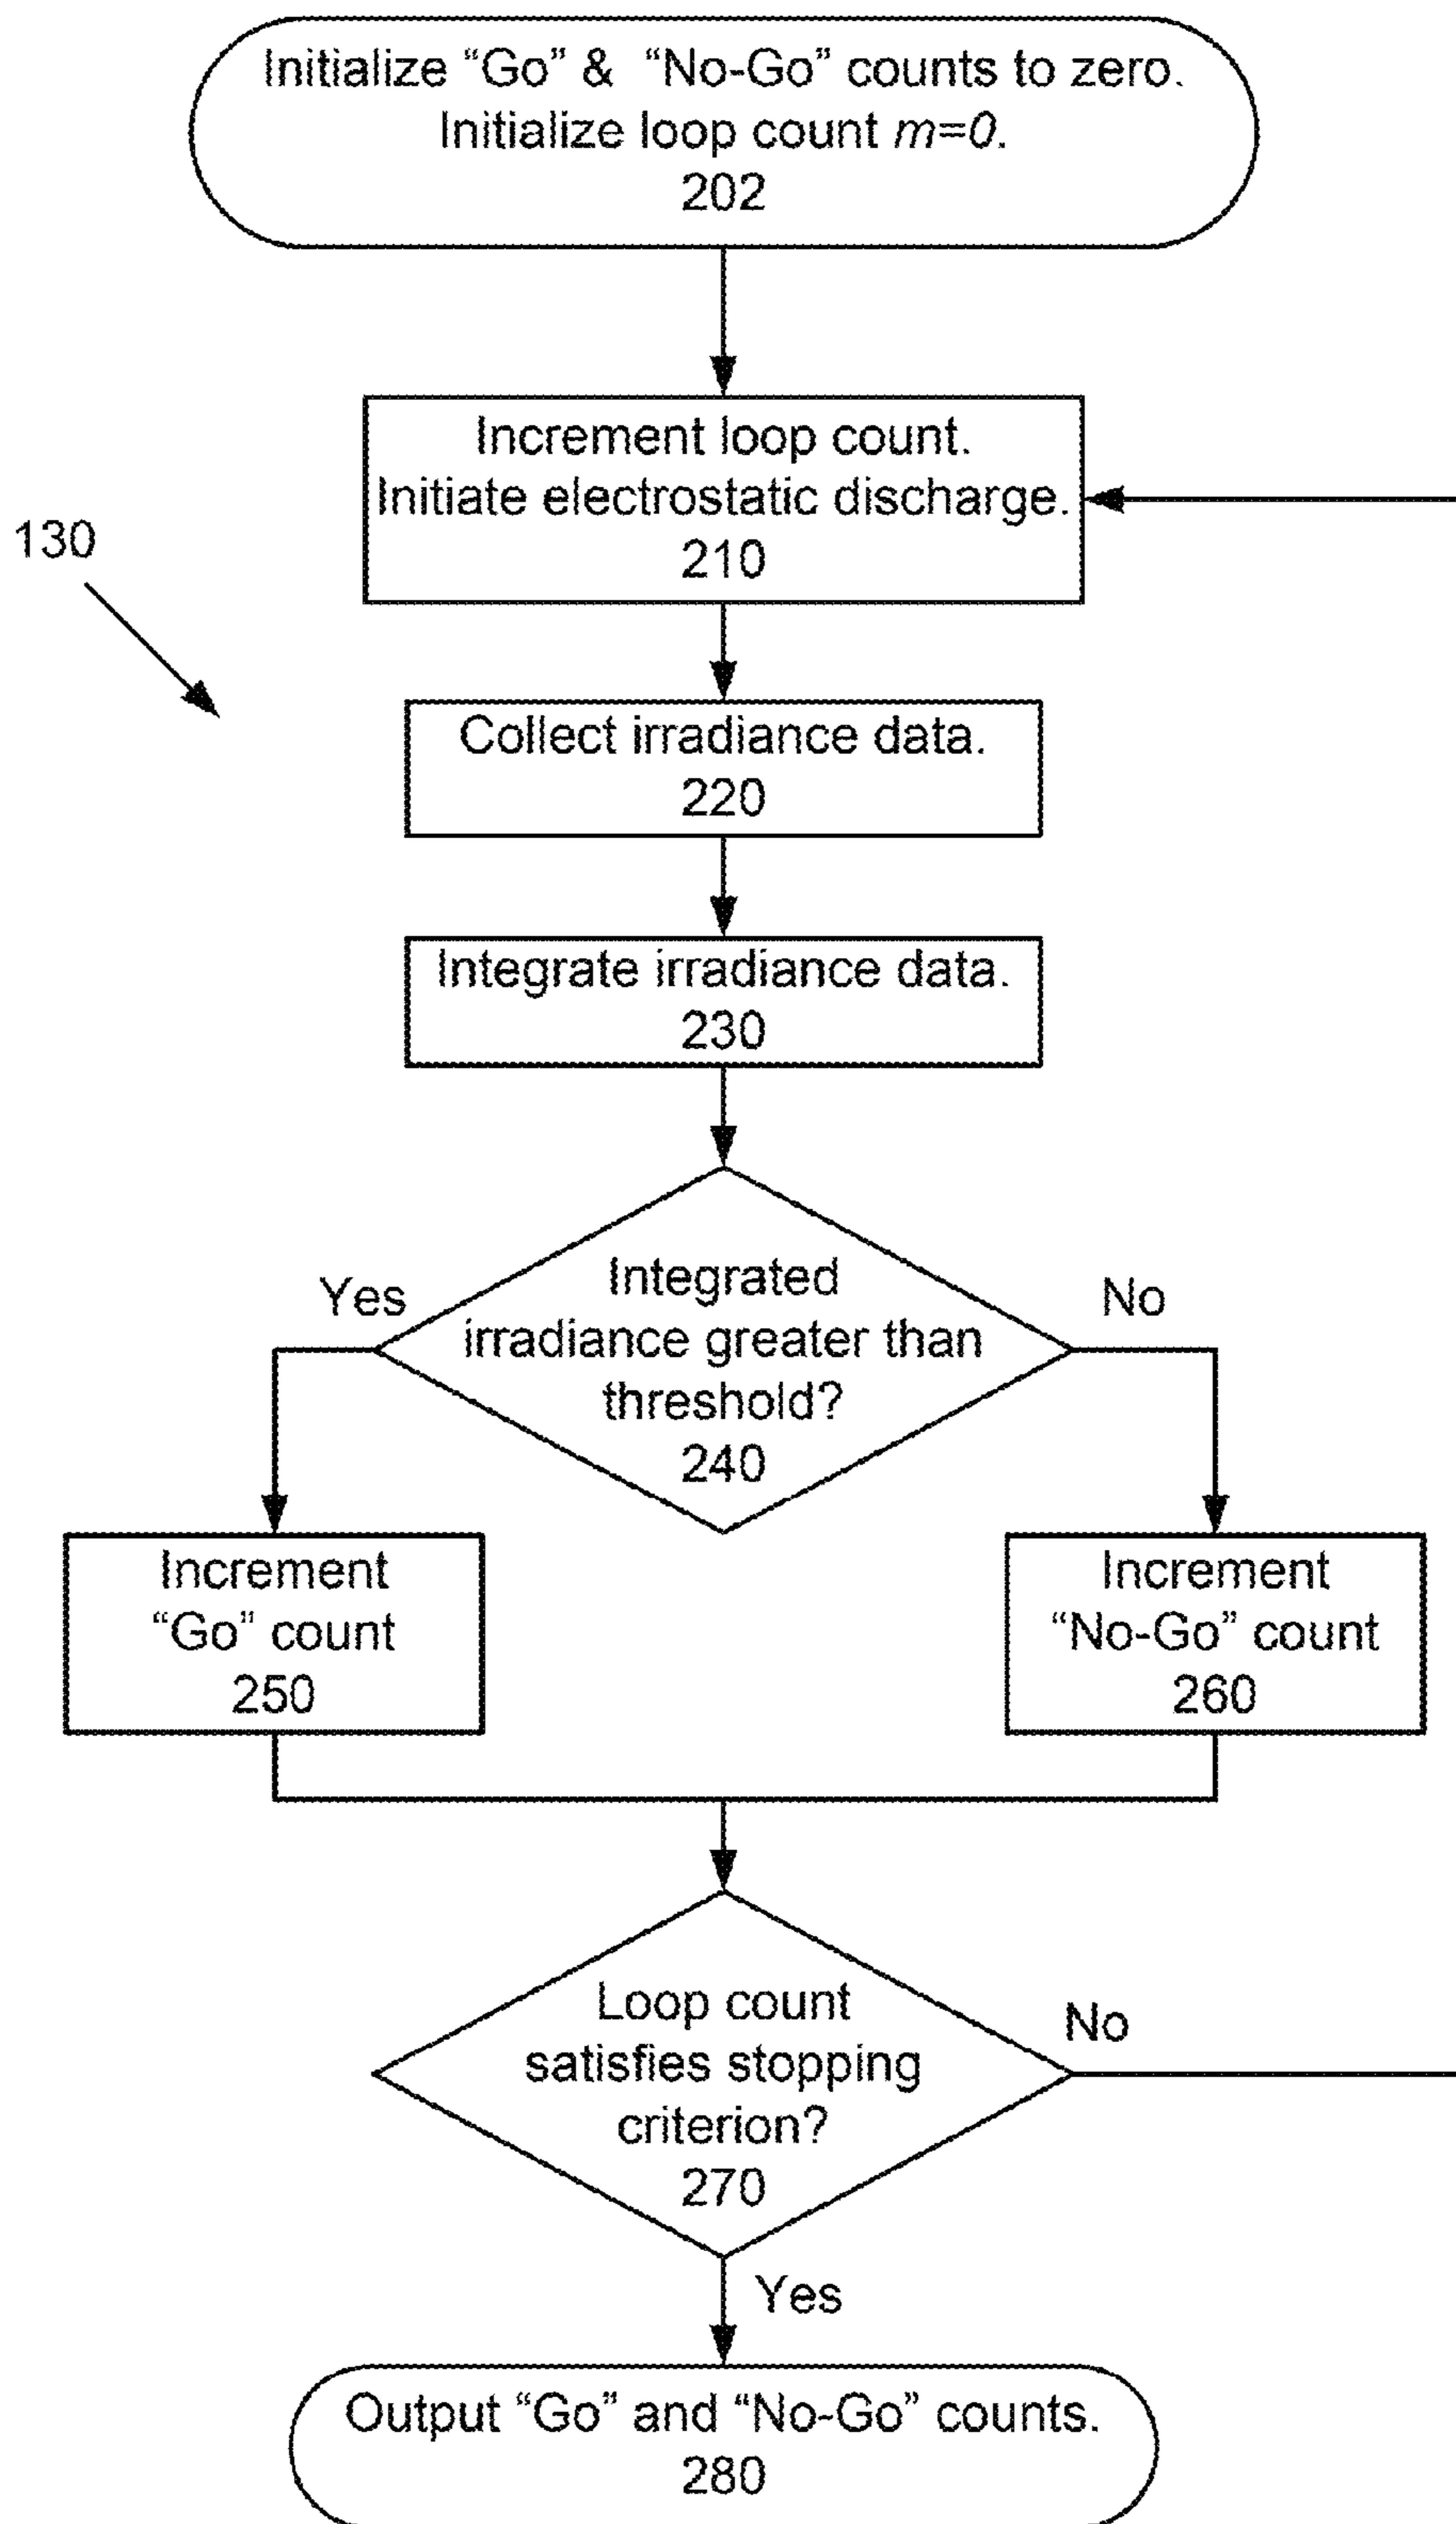 Initialize “Go” & “No-Go” counts to zero.
Initialize loop count m=0.
202
Increment loop count.
Initiate electrostatic discharge.
210
130
Collect irradiance data.
220
Integrate irradiance data.
230
Yes
No
Integrated
irradiance greater than
threshold?
240
Increment
“Go” count
250
Increment
“No-Go” count
260
Loop count
satisfies stopping
criterion?
270
No
Yes
Output “Go” and “No-Go” counts.
280